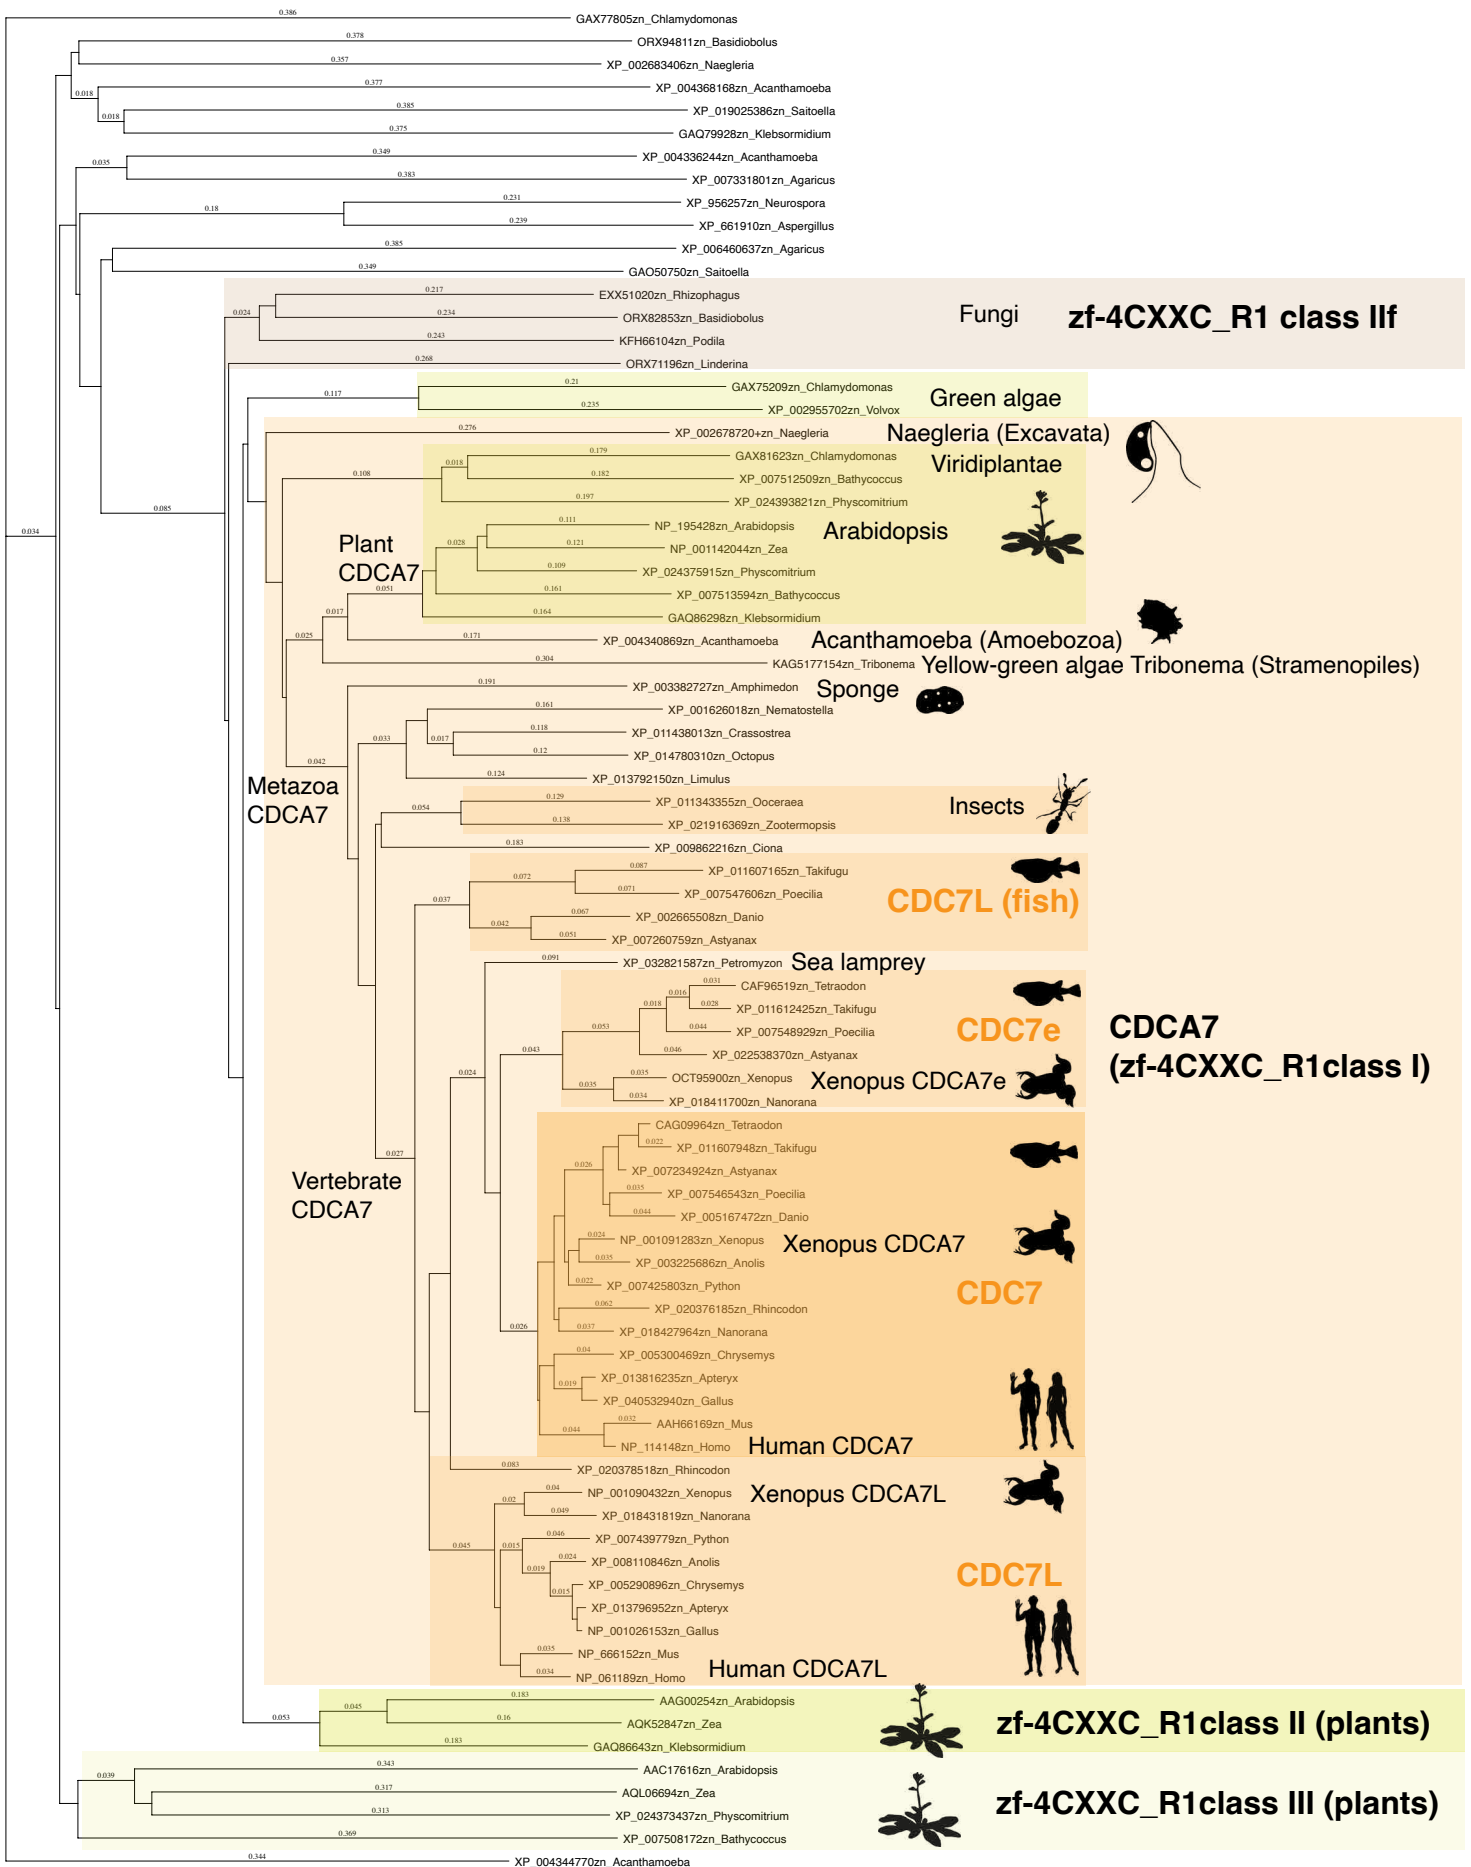 0.386
GAX77805zn_Chlamydomonas
0.378
ORX94811zn_Basidiobolus
0.357
XP_002683406zn_Naegleria
0.377
XP_004368168zn_Acanthamoeba
0.018
0.385
XP_019025386zn_Saitoella
0.018
0.375
GAQ79928zn_Klebsormidium
0.349
XP_004336244zn_Acanthamoeba
0.035
0.383
XP_007331801zn_Agaricus
0.231
XP_956257zn_Neurospora
0.18
0.239
XP_661910zn_Aspergillus
0.385
XP_006460637zn_Agaricus
0.349
GAO50750zn_Saitoella
0.217
EXX51020zn_Rhizophagus
0.024
0.234
ORX82853zn_Basidiobolus
Fungi
zf-4CXXC_R1 class IIf
0.243
KFH66104zn_Podila
0.268
ORX71196zn_Linderina
0.21
GAX75209zn_Chlamydomonas
0.117
Green algae
0.235
XP_002955702zn_Volvox
0.276
XP_002678720+zn_Naegleria
Naegleria (Excavata)
0.179
GAX81623zn_Chlamydomonas
0.018
Viridiplantae
0.108
0.182
XP_007512509zn_Bathycoccus
0.197
XP_024393821zn_Physcomitrium
0.085
0.111
NP_195428zn_Arabidopsis
Arabidopsis
0.034
0.028
0.121
NP_001142044zn_Zea
Plant
CDCA7
0.109
XP_024375915zn_Physcomitrium
0.051
0.161
XP_007513594zn_Bathycoccus
0.017
0.164
GAQ86298zn_Klebsormidium
0.025
0.171
XP_004340869zn_Acanthamoeba
Acanthamoeba (Amoebozoa)
0.304
KAG5177154zn_Tribonema
Yellow-green algae Tribonema (Stramenopiles)
0.191
XP_003382727zn_Amphimedon
Sponge
0.161
XP_001626018zn_Nematostella
0.033
0.118
XP_011438013zn_Crassostrea
0.017
0.12
XP_014780310zn_Octopus
0.042
0.124
XP_013792150zn_Limulus
Metazoa
CDCA7
0.129
XP_011343355zn_Ooceraea
0.054
Insects
0.138
XP_021916369zn_Zootermopsis
0.183
XP_009862216zn_Ciona
0.087
XP_011607165zn_Takifugu
0.072
0.071
XP_007547606zn_Poecilia
CDC7L (fish)
0.037
0.067
XP_002665508zn_Danio
0.042
0.051
XP_007260759zn_Astyanax
0.091
XP_032821587zn_Petromyzon
Sea lamprey
0.031
CAF96519zn_Tetraodon
0.016
0.028
XP_011612425zn_Takifugu
0.018
0.044
XP_007548929zn_Poecilia
CDC7e
0.053
CDCA7
(zf-4CXXC_R1class I)
0.046
XP_022538370zn_Astyanax
0.043
0.035
OCT95900zn_Xenopus
Xenopus CDCA7e
0.024
0.035
0.034
XP_018411700zn_Nanorana
CAG09964zn_Tetraodon
0.022
XP_011607948zn_Takifugu
0.026
XP_007234924zn_Astyanax
0.027
0.035
XP_007546543zn_Poecilia
Vertebrate
CDCA7
0.044
XP_005167472zn_Danio
0.024
NP_001091283zn_Xenopus
Xenopus CDCA7
0.035
XP_003225686zn_Anolis
0.022
XP_007425803zn_Python
CDC7
0.062
XP_020376185zn_Rhincodon
0.026
0.037
XP_018427964zn_Nanorana
0.04
XP_005300469zn_Chrysemys
XP_013816235zn_Apteryx
0.019
XP_040532940zn_Gallus
0.032
AAH66169zn_Mus
0.044
NP_114148zn_Homo
Human CDCA7
0.083
XP_020378518zn_Rhincodon
0.04
NP_001090432zn_Xenopus
Xenopus CDCA7L
0.02
0.049
XP_018431819zn_Nanorana
0.046
XP_007439779zn_Python
0.045
0.015
0.024
XP_008110846zn_Anolis
0.019
CDC7L
XP_005290896zn_Chrysemys
0.015
XP_013796952zn_Apteryx
NP_001026153zn_Gallus
0.035
NP_666152zn_Mus
0.034
NP_061189zn_Homo
Human CDCA7L
0.183
AAG00254zn_Arabidopsis
0.045
0.053
0.16
AQK52847zn_Zea
zf-4CXXC_R1class II (plants)
0.183
GAQ86643zn_Klebsormidium
0.343
AAC17616zn_Arabidopsis
0.039
0.317
AQL06694zn_Zea
zf-4CXXC_R1class III (plants)
0.313
XP_024373437zn_Physcomitrium
0.369
XP_007508172zn_Bathycoccus
0.344
XP_004344770zn_Acanthamoeba